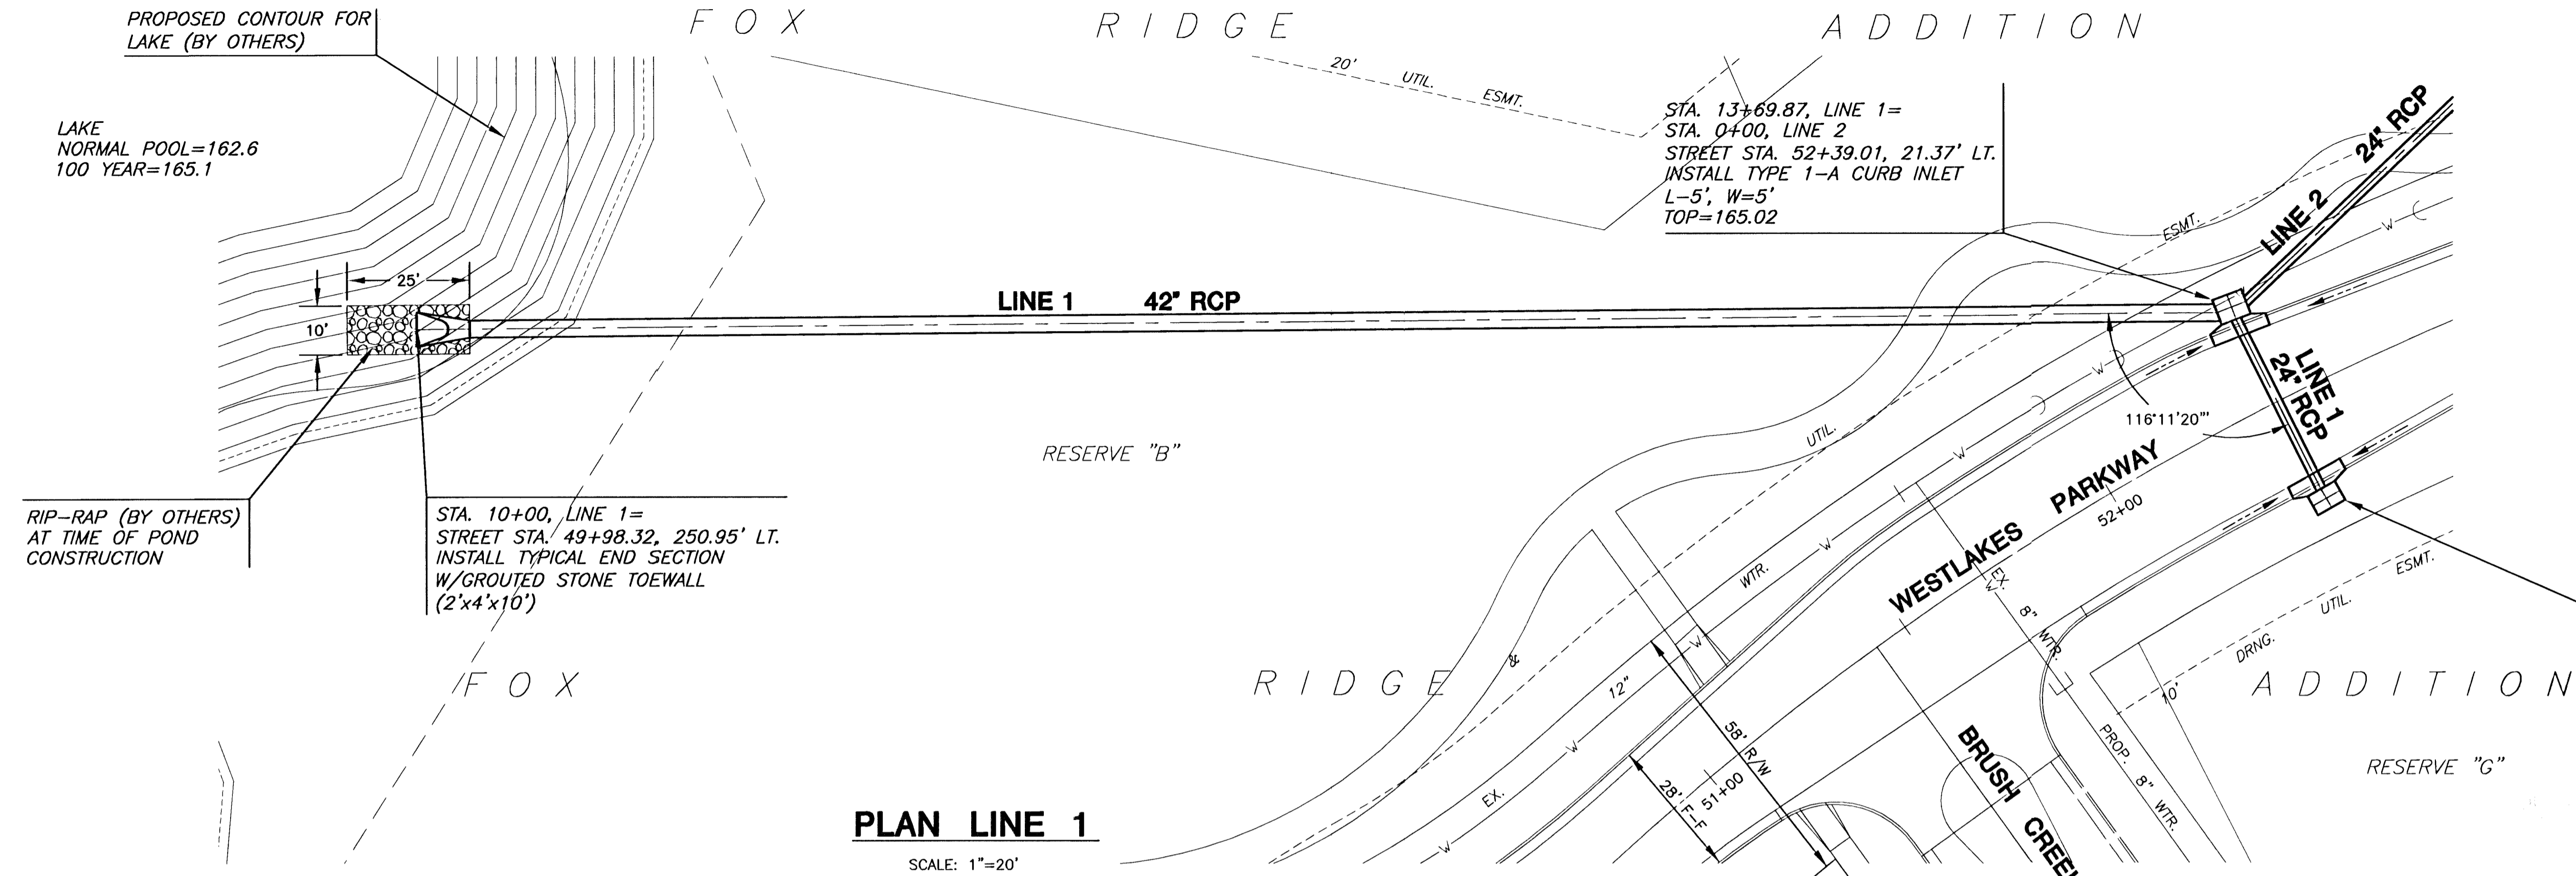 PROPOSED CONTOUR FOR
LAKE (BY OTHERS)
FOX RIDGE ADDITION
LAKE
NORMAL POOL=162.6
100 YEAR=165.1
20' UTIL. ESMT.
STA. 13+69.87, LINE 1=
STA. 0+00, LINE 2
STREET STA. 52+39.01, 21.37' LT.
INSTALL TYPE 1-A CURB INLET
L-5', W=5'
TOP=165.02
24" RCP
LINE 2
ESMT.
W
25'
10'
LINE 1 42" RCP
LINE 1
24" RCP
116°11'20"'
W
W
UTIL.
W
RESERVE "B"
WESTLAKES PARKWAY
52+00
RIP-RAP (BY OTHERS)
AT TIME OF POND
CONSTRUCTION
STA. 10+00, LINE 1=
STREET STA. 49+98.32, 250.95' LT.
INSTALL TYPICAL END SECTION
W/GROUTED STONE TOEWALL
(2'x4'x10')
W
WTR.
EX.
8" WTR.
ESMT.
UTIL.
DRNG.
10'
W
&
12"
FOX RIDGE ADDITION
58' R/W
W
EX.
W
28' F-F
51+00
BRUSH CREE
PROP. 8" WTR.
RESERVE "G"
PLAN LINE 1
SCALE: 1"=20'